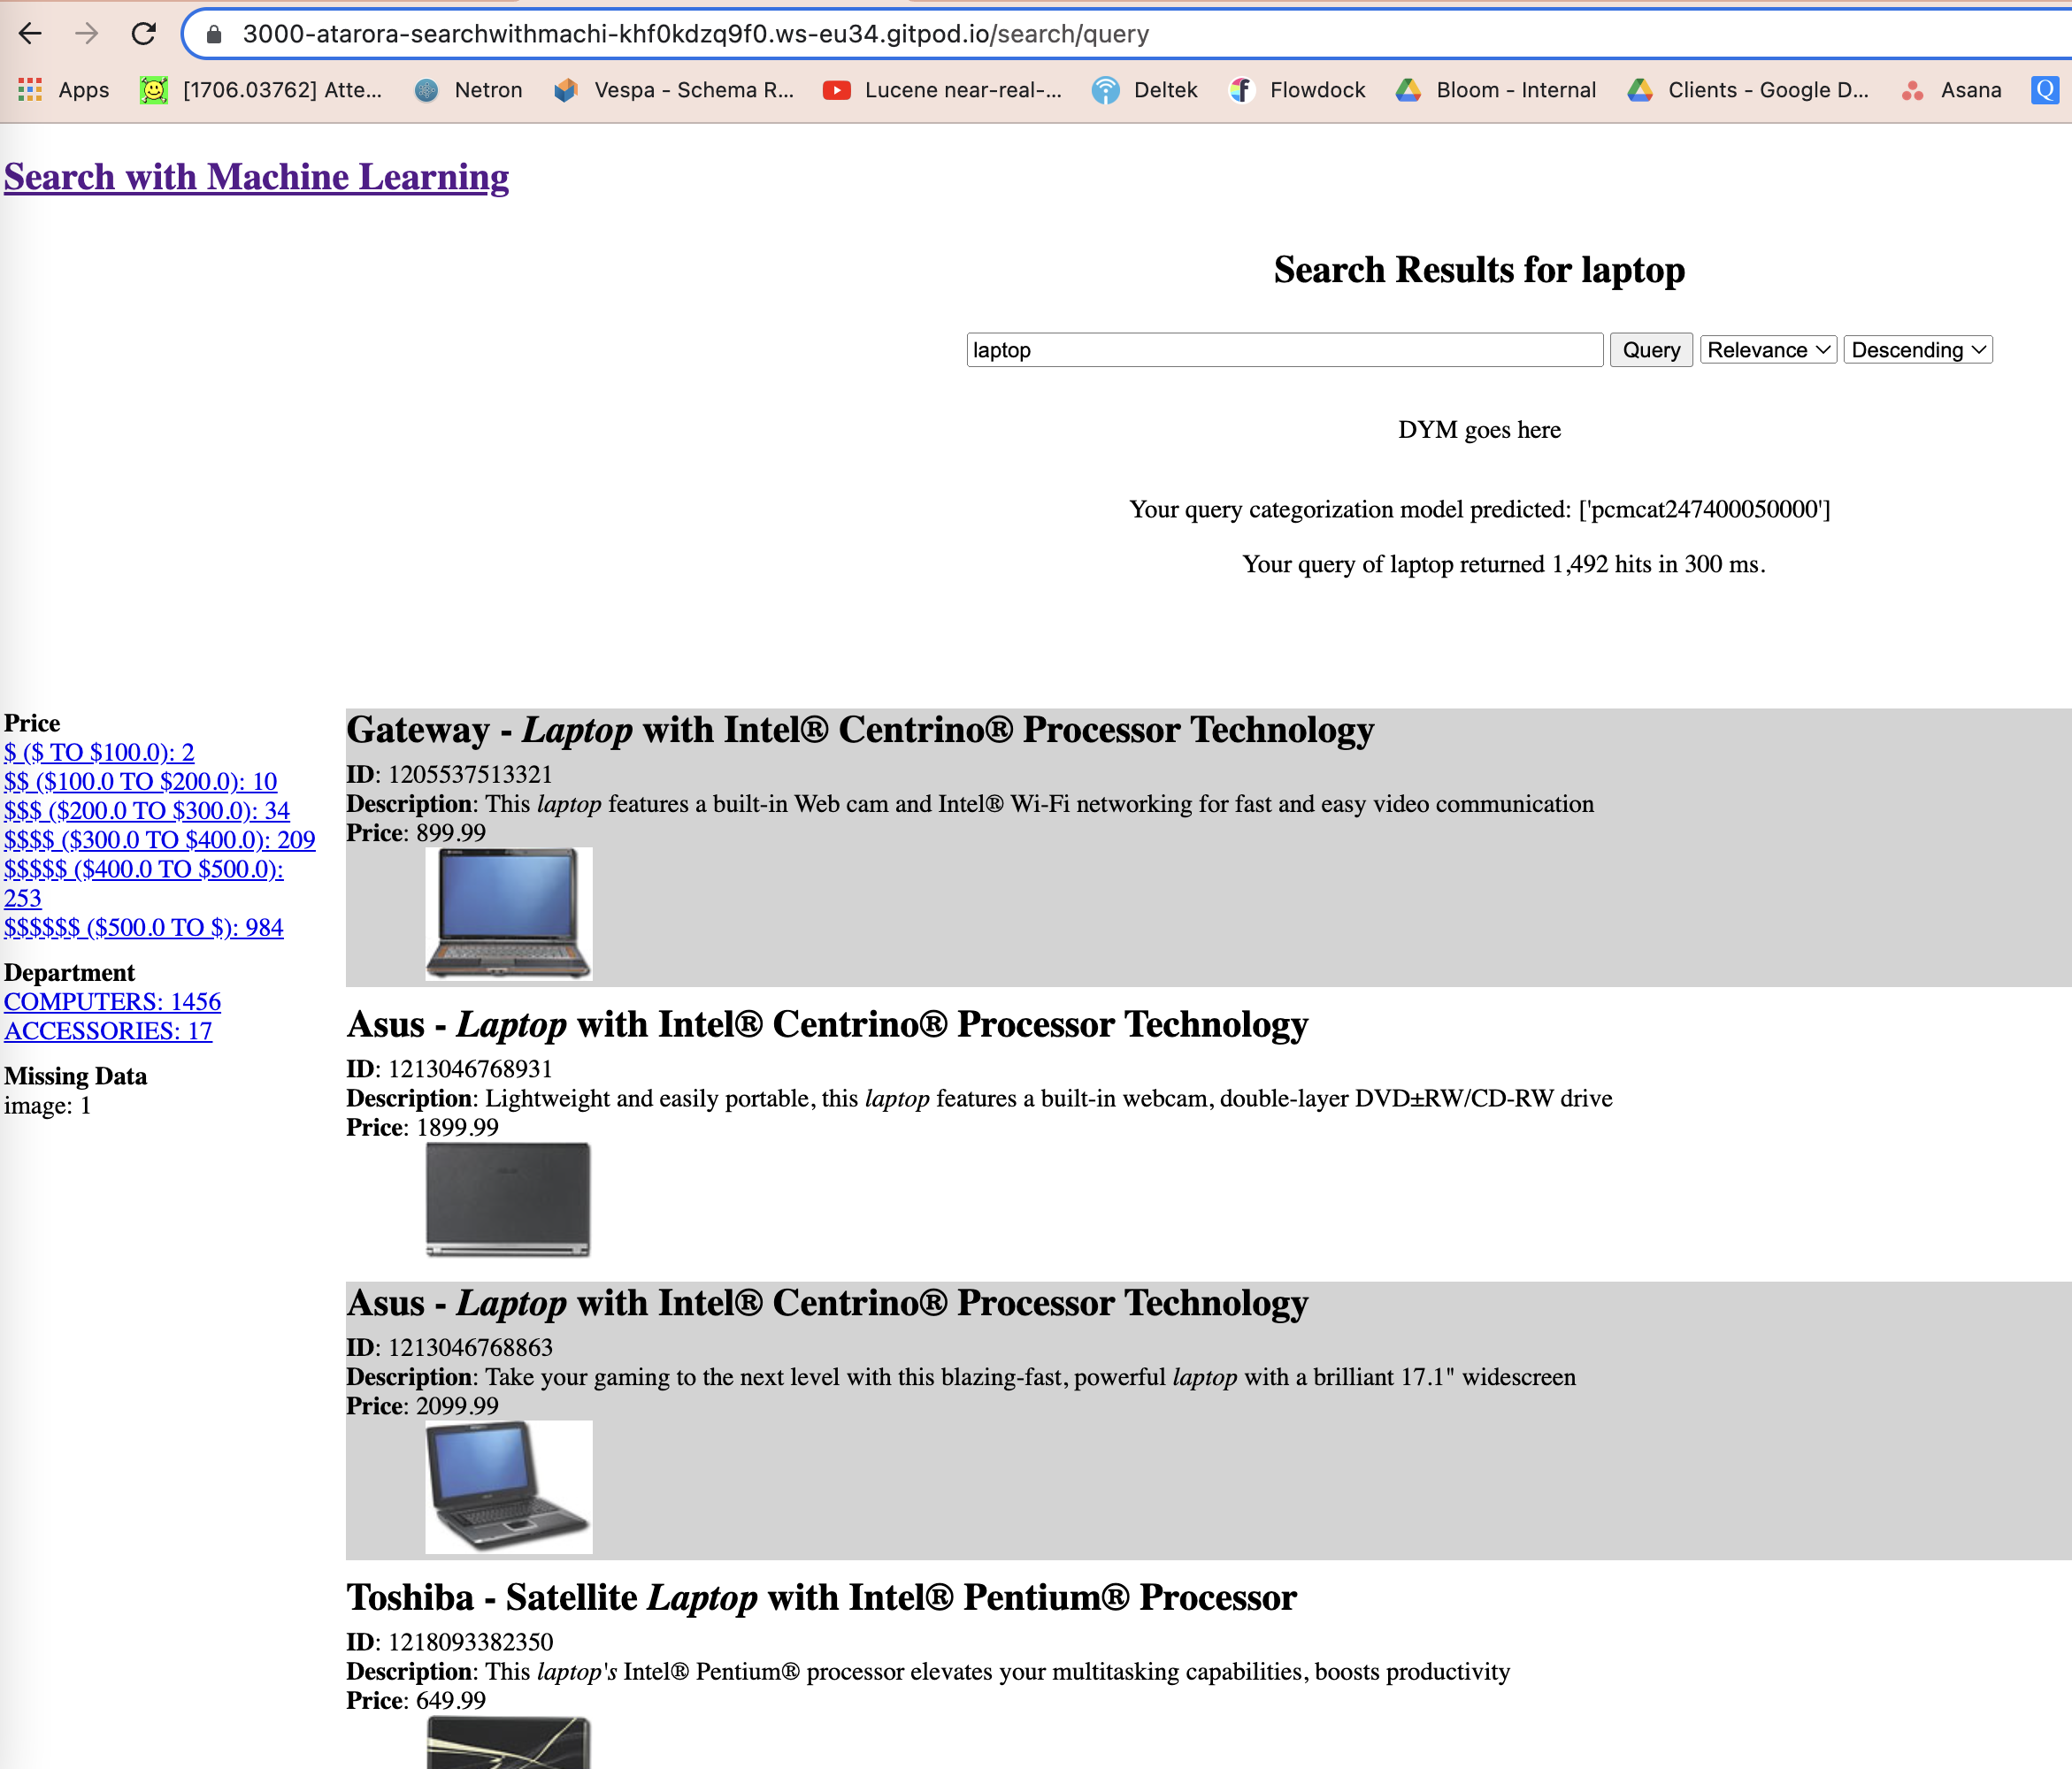 3000-atarora-searchwithmachi-khf0kdzq9f0.ws-eu34.gitpod.io/search/query
Apps [1706.03762] Atte... Netron Vespa - Schema R... Lucene near-real-... Deltek Flowdock Bloom - Internal Clients - Google D... Asana Q
Search with Machine Learning
Search Results for laptop
laptop Query Relevance Descending
DYM goes here
Your query categorization model predicted: ['pcmcat247400050000']
Your query of laptop returned 1,492 hits in 300 ms.
Price
$ ($ TO $100.0): 2
$$ ($100.0 TO $200.0): 10
$$$ ($200.0 TO $300.0): 34
$$$$ ($300.0 TO $400.0): 209
$$$$$ ($400.0 TO $500.0):
253
$$$$$$ ($500.0 TO $): 984
Department
COMPUTERS: 1456
ACCESSORIES: 17
Missing Data
image: 1
Gateway - Laptop with Intel® Centrino® Processor Technology
ID: 1205537513321
Description: This laptop features a built-in Web cam and Intel® Wi-Fi networking for fast and easy video communication
Price: 899.99
Asus - Laptop with Intel® Centrino® Processor Technology
ID: 1213046768931
Description: Lightweight and easily portable, this laptop features a built-in webcam, double-layer DVD±RW/CD-RW drive
Price: 1899.99
Asus - Laptop with Intel® Centrino® Processor Technology
ID: 1213046768863
Description: Take your gaming to the next level with this blazing-fast, powerful laptop with a brilliant 17.1" widescreen
Price: 2099.99
Toshiba - Satellite Laptop with Intel® Pentium® Processor
ID: 1218093382350
Description: This laptop's Intel® Pentium® processor elevates your multitasking capabilities, boosts productivity
Price: 649.99